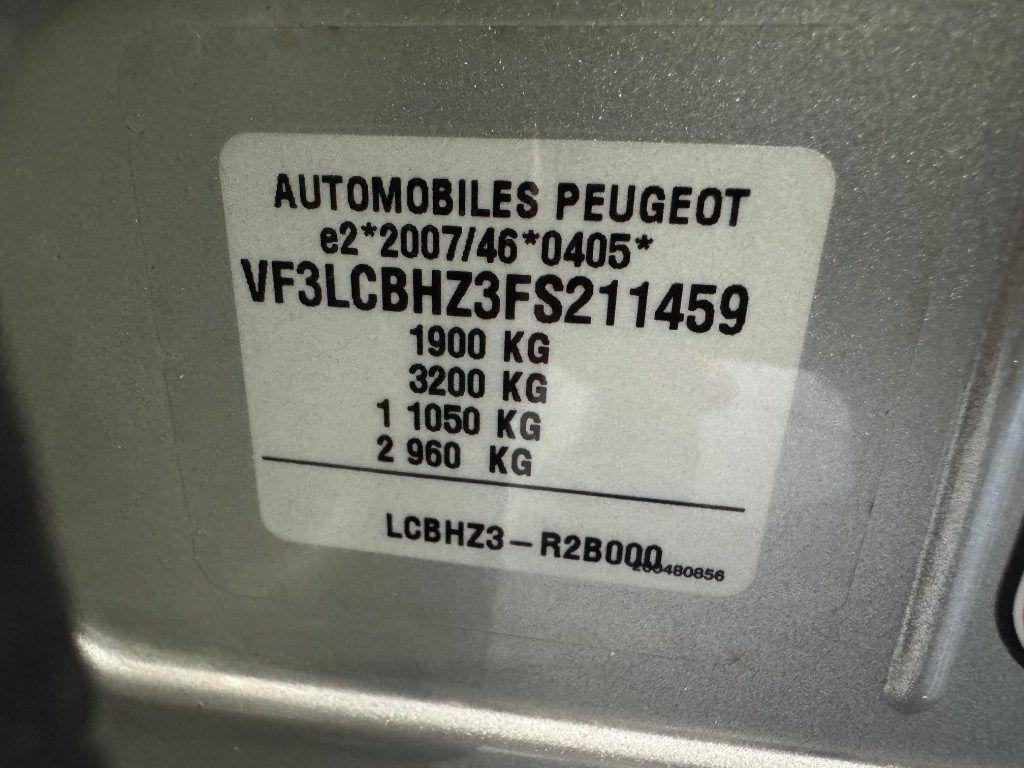 AUTOMOBILES PEUGEOT
e2*2007/46*0405*
VF3LCBHZ3FS211459
1900 KG
3200 KG
1 1050 KG
2 960 KG
LCBHZ3-R2B000